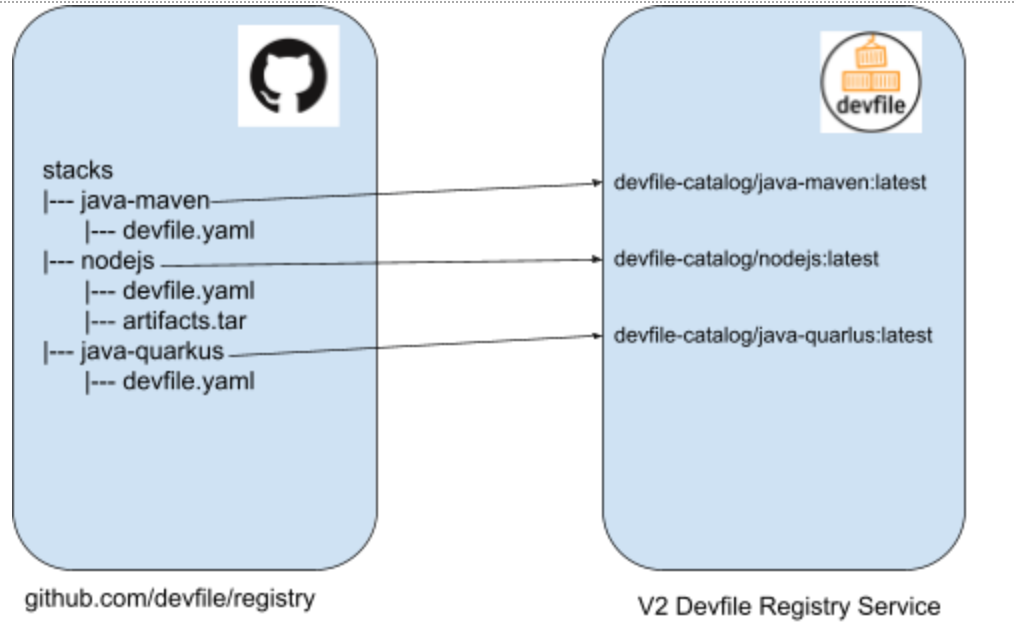 devfile
stacks
|--- java-maven
|--- devfile.yaml
|--- nodejs
|--- devfile.yaml
|--- artifacts.tar
|--- java-quarkus
|--- devfile.yaml
devfile-catalog/java-maven:latest
devfile-catalog/nodejs:latest
devfile-catalog/java-quarlus:latest
github.com/devfile/registry
V2 Devfile Registry Service